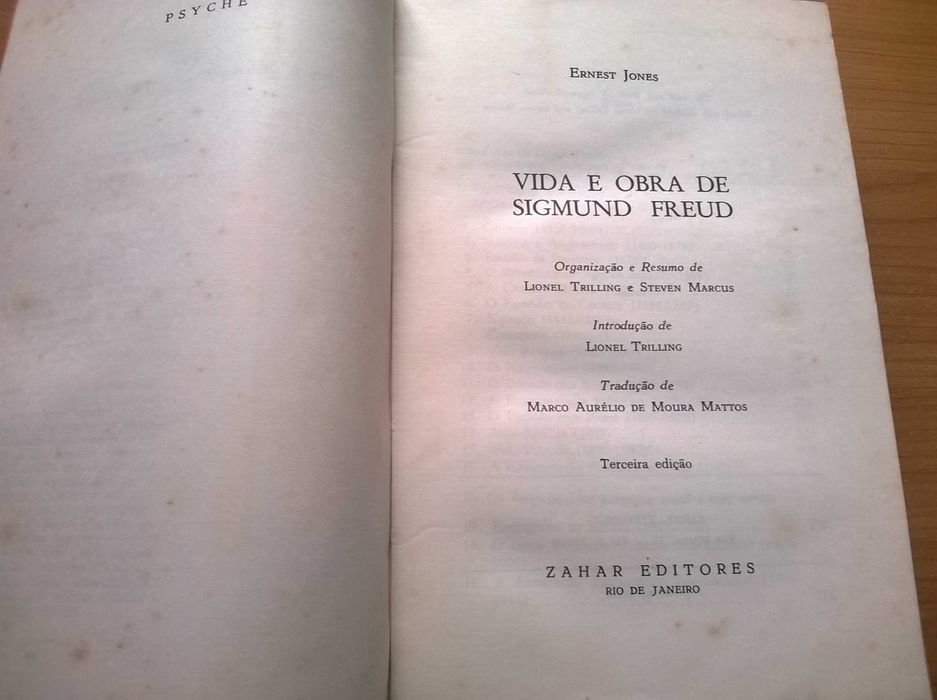 PSYCHE
ERNEST JONES
VIDA E OBRA DE
SIGMUND FREUD
Organização e Resumo de
LIONEL TRILLING e STEVEN MARCUS
Introdução de
LIONEL TRILLING
Tradução de
MARCO AURÉLIO DE MOURA MATTOS
Terceira edição
ZAHAR EDITORES
RIO DE JANEIRO